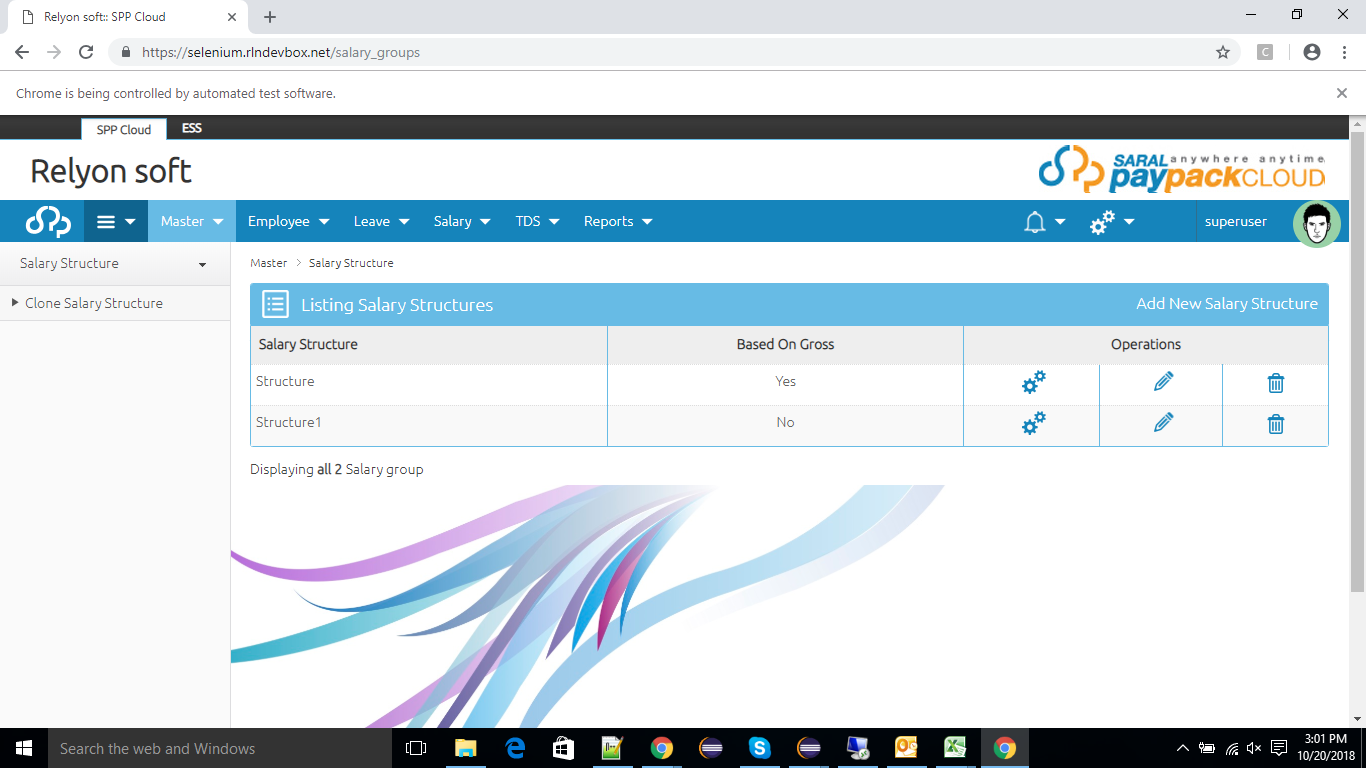 Relyon soft:: SPP Cloud
https://selenium.rlndevbox.net/salary_groups
C
Chrome is being controlled by automated test software.
SPP Cloud ESS
Relyon soft
SARAL anywhere anytime
paypackCLOUD
Master Employee Leave Salary TDS Reports superuser
Salary Structure
Clone Salary Structure
Master > Salary Structure
Listing Salary Structures Add New Salary Structure
Salary Structure Based On Gross Operations
Structure Yes
Structure1 No
Displaying all 2 Salary group
Search the web and Windows
3:01 PM
10/20/2018